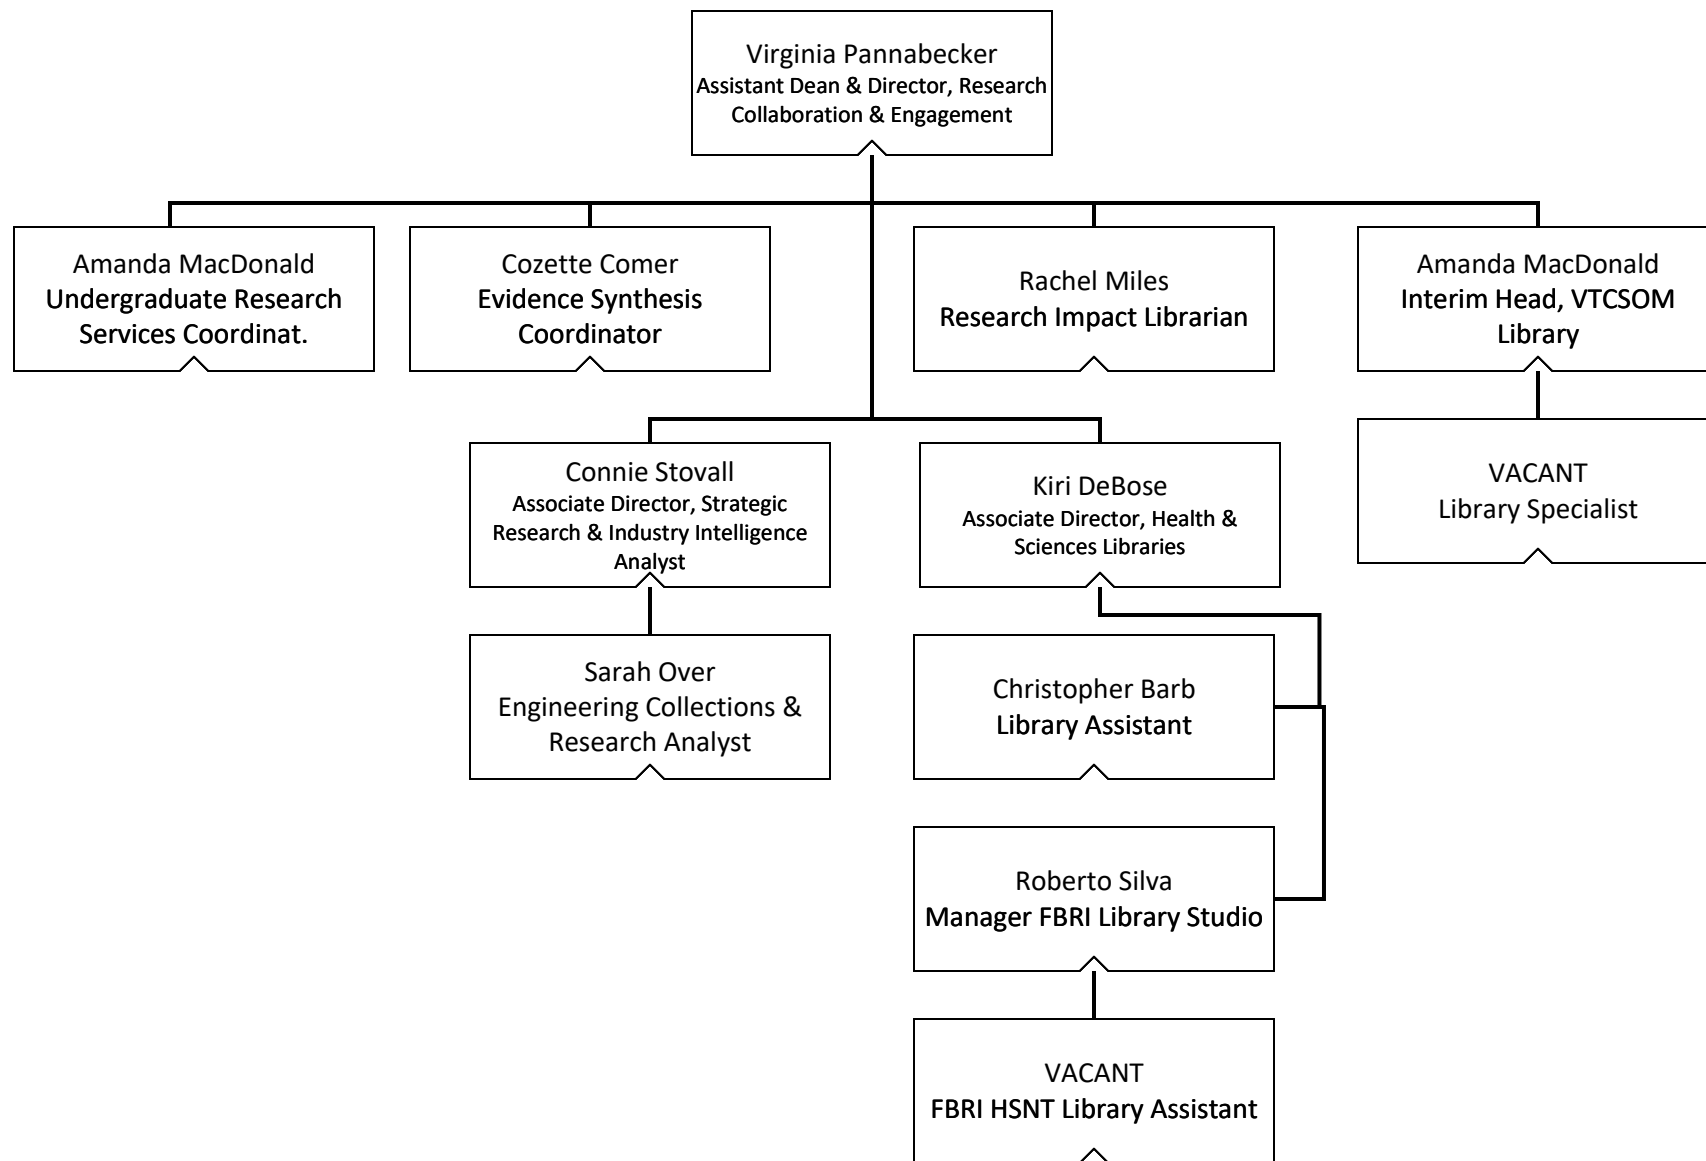 Virginia Pannabecker
Assistant Dean & Director, Research
Collaboration & Engagement
Amanda MacDonald
Undergraduate Research
Services Coordinat.
Cozette Comer
Evidence Synthesis
Coordinator
Rachel Miles
Research Impact Librarian
Amanda MacDonald
Interim Head, VTCSOM
Library
Connie Stovall
Associate Director, Strategic
Research & Industry Intelligence
Analyst
Kiri DeBose
Associate Director, Health &
Sciences Libraries
VACANT
Library Specialist
Sarah Over
Engineering Collections &
Research Analyst
Christopher Barb
Library Assistant
Roberto Silva
Manager FBRI Library Studio
VACANT
FBRI HSNT Library Assistant